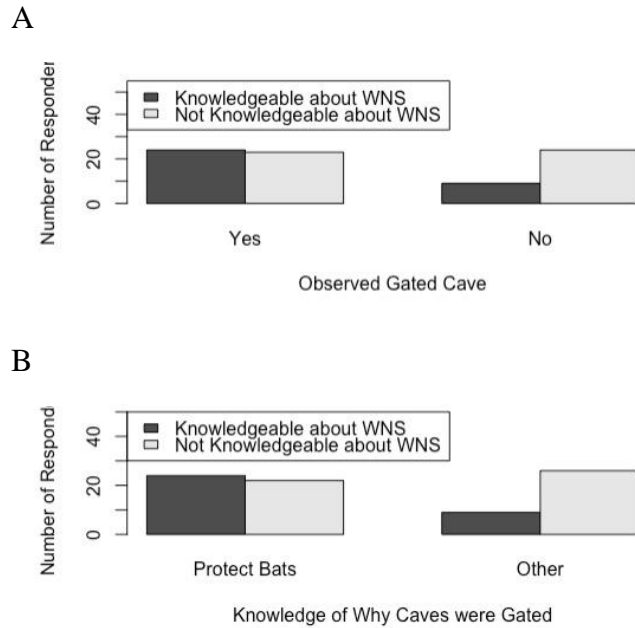 A
Number of Responder
40
20
0
Knowledgeable about WNS
Not Knowledgeable about WNS
Yes
No
Observed Gated Cave
B
Number of Respond
40
20
0
Knowledgeable about WNS
Not Knowledgeable about WNS
Protect Bats
Other
Knowledge of Why Caves were Gated